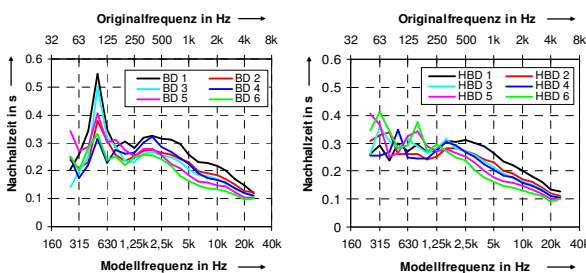 Originalfrequenz in Hz
32 63 125 250 500 1k 2k 4k 8k
Nachhallzeit in s
0.6
0.5
0.4
0.3
0.2
0.1
0
BD 1 BD 2
BD 3 BD 4
BD 5 BD 6
160 315 630 1,25k 2,5k 5k 10k 20k 40k
Modellfrequenz in Hz
Originalfrequenz in Hz
32 63 125 250 500 1k 2k 4k 8k
Nachhallzeit in s
0.6
0.5
0.4
0.3
0.2
0.1
0
HBD 1 HBD 2
HBD 3 HBD 4
HBD 5 HBD 6
160 315 630 1,25k 2,5k 5k 10k 20k 40k
Modellfrequenz in Hz